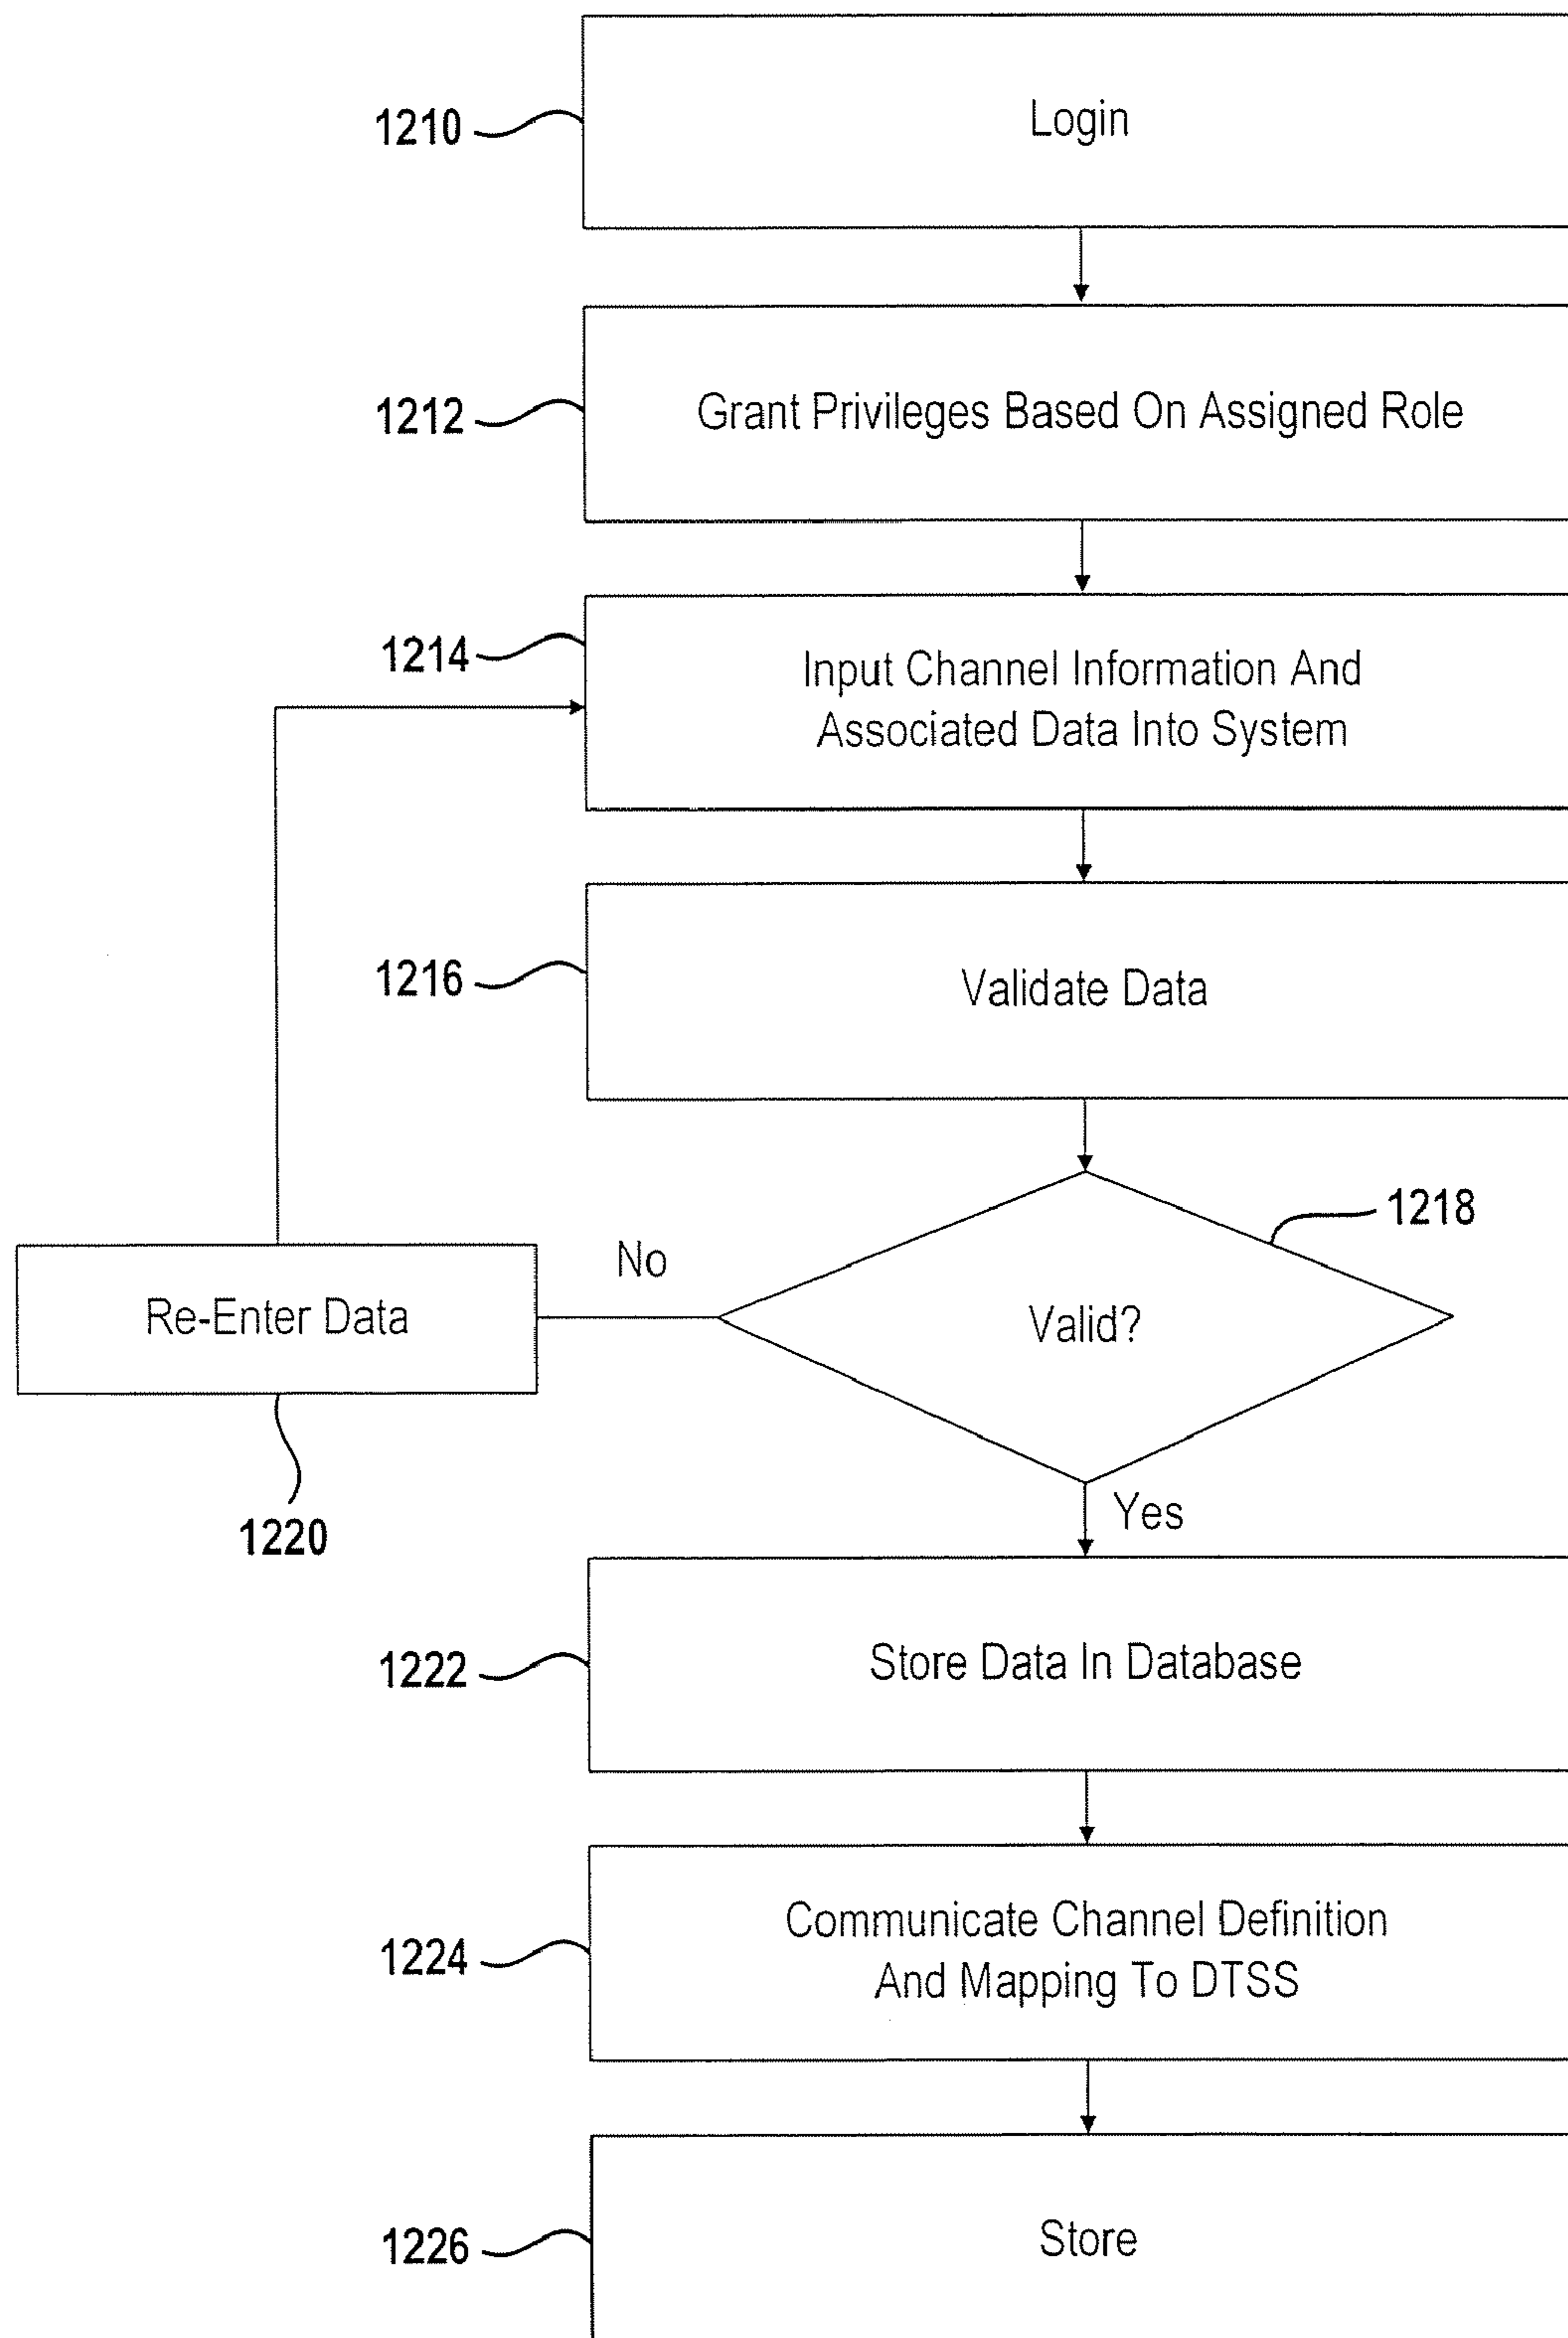 1210
Login
1212
Grant Privileges Based On Assigned Role
1214
Input Channel Information And
Associated Data Into System
1216
Validate Data
1218
Valid?
No
Re-Enter Data
1220
Yes
1222
Store Data In Database
1224
Communicate Channel Definition
And Mapping To DTSS
1226
Store